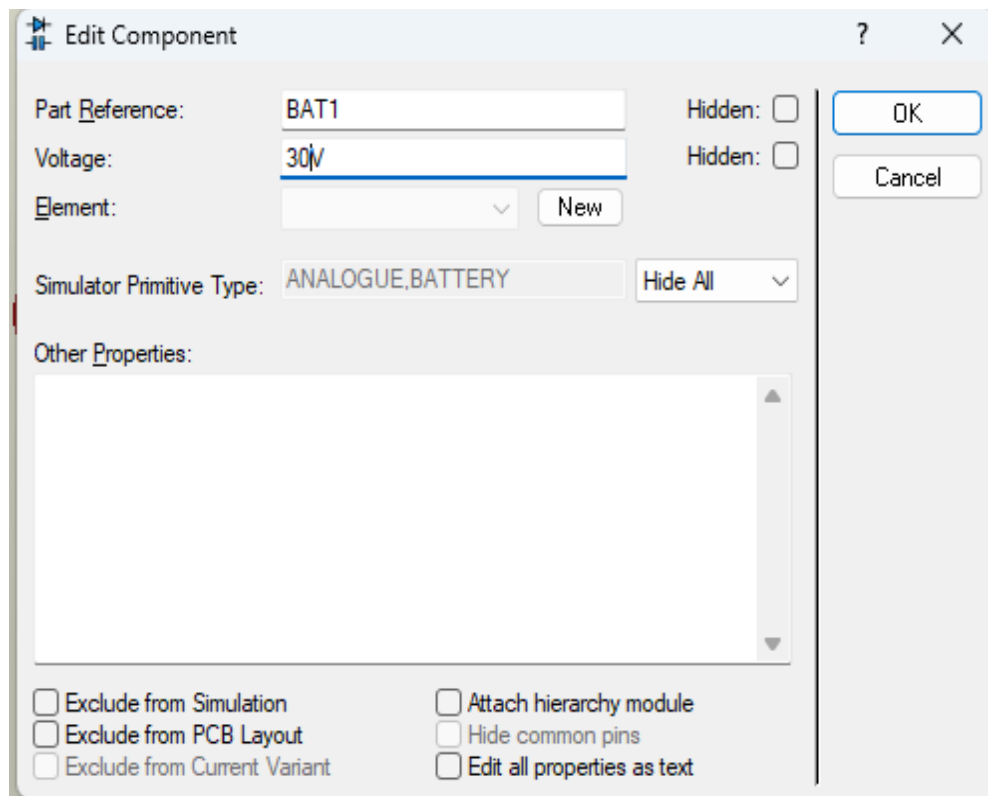 Edit Component ? X
Part Reference: BAT1 Hidden: OK
Voltage: 30V Hidden:
Cancel
Element: New
Simulator Primitive Type: ANALOGUE,BATTERY Hide All
Other Properties:
Exclude from Simulation Attach hierarchy module
Exclude from PCB Layout Hide common pins
Exclude from Current Variant Edit all properties as text